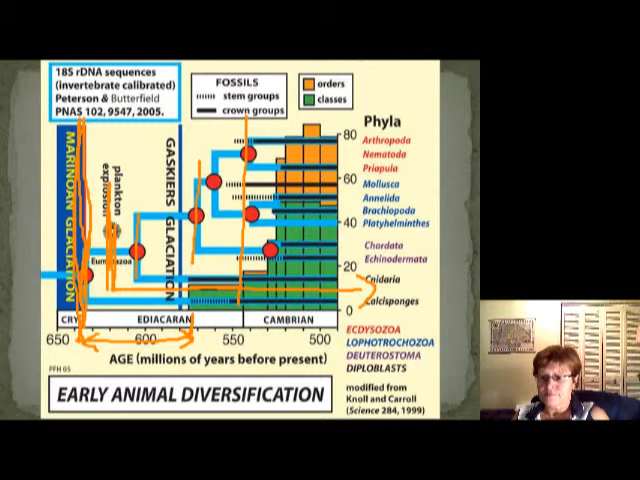 18S rDNA sequences
(invertebrate calibrated)
Peterson & Butterfield
PNAS 102, 9547, 2005.
FOSSILS
stem groups
crown groups
orders
classes
MARINOAN GLACIATION
plankton
explosion
GASKIERS GLACIATION
Phyla
80
60
40
20
0
Arthropoda
Nematoda
Priapula
Mollusca
Annelida
Brachiopoda
Platyhelminthes
Chordata
Echinodermata
Cnidaria
Calcisponges
Eumetazoa
CRY
EDIACARAN
CAMBRIAN
650
600
550
500
AGE (millions of years before present)
PFH 05
EARLY ANIMAL DIVERSIFICATION
ECDYSOZOA
LOPHOTROCHOZOA
DEUTEROSTOMA
DIPLOBLASTS
modified from
Knoll and Carroll
(Science 284, 1999)